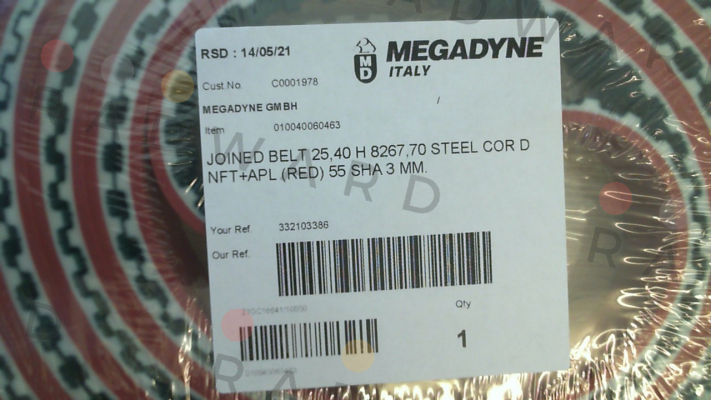 RSD : 14/05/21
MEGADYNE
MD
ITALY
Cust No C0001978
MEGADYNE GMBH /
Item 010040060463
JOINED BELT 25,40 H 8267,70 STEEL COR D
NFT+APL (RED) 55 SHA 3 MM.
Your Ref. 332103386
Our Ref.
Qty
1